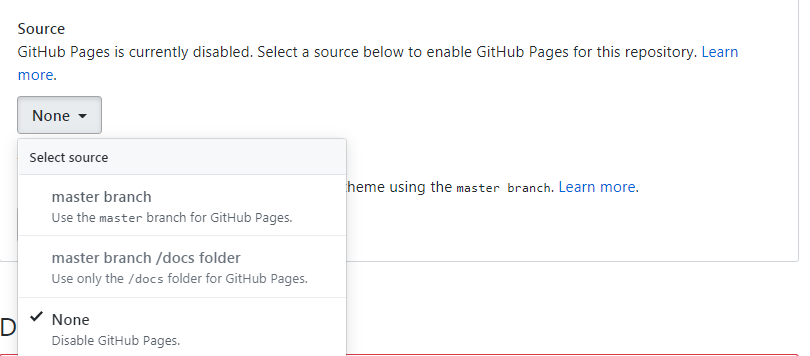 Source
GitHub Pages is currently disabled. Select a source below to enable GitHub Pages for this repository. Learn
more.
None
Select source
master branch
Use the master branch for GitHub Pages.
heme using the master branch. Learn more.
master branch /docs folder
Use only the /docs folder for GitHub Pages.
None
Disable GitHub Pages.
D